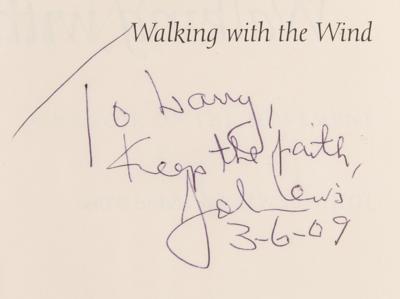 Walking with the Wind
To Larry,
Keep the faith,
John Lewis
3-6-09